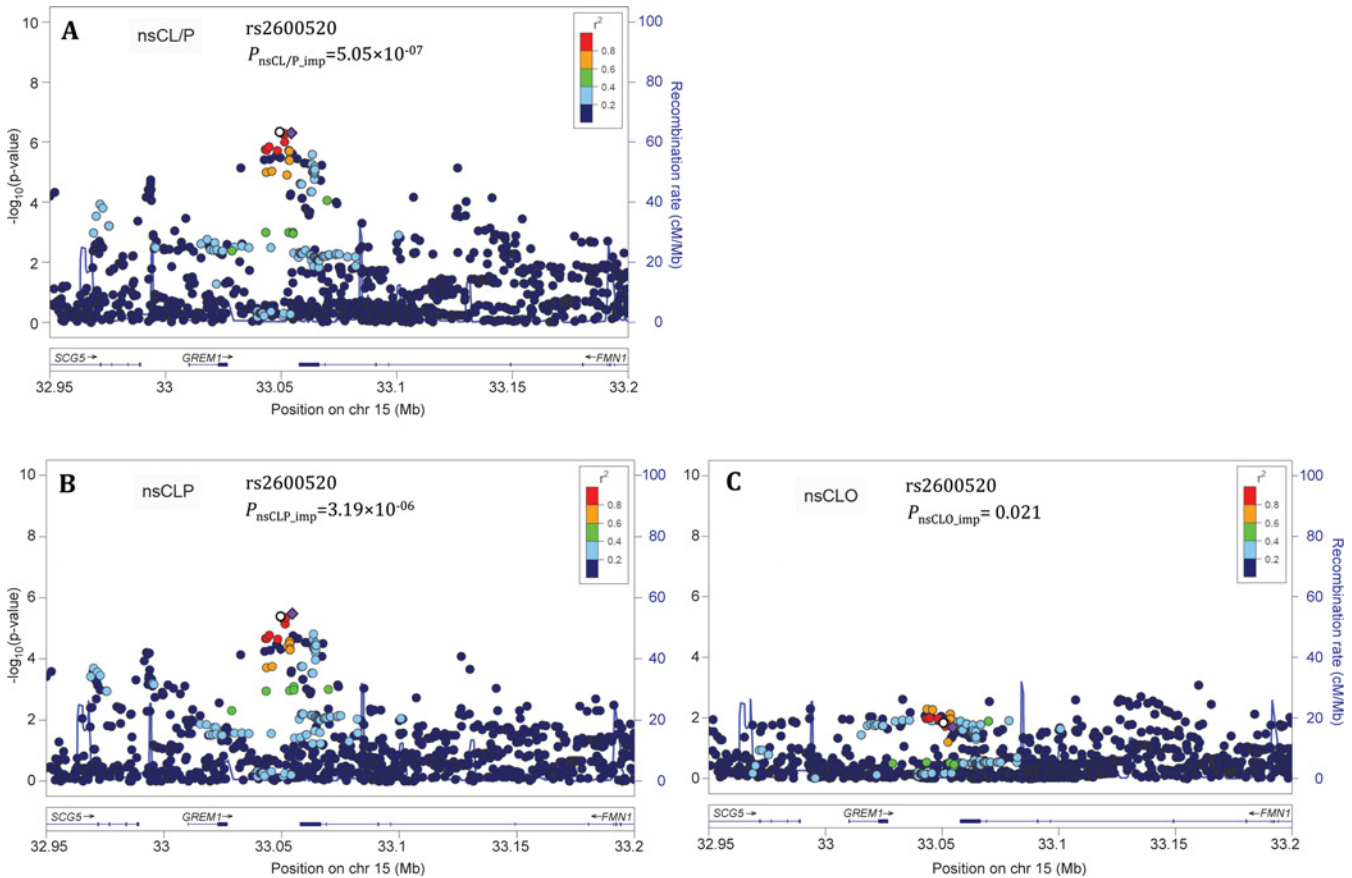 A
nsCL/P
rs2600520
PnsCL/P_imp=5.05×10-07
r2
0.8
0.6
0.4
0.2
10
8
6
4
2
0
-log10(p-value)
100
80
60
40
20
0
Recombination rate (cM/Mb)
SCG5→
GREM1→
←FMN1
32.95
33
33.05
33.1
33.15
33.2
Position on chr 15 (Mb)
B
nsCLP
rs2600520
PnsCLP_imp=3.19×10-06
r2
0.8
0.6
0.4
0.2
10
8
6
4
2
0
-log10(p-value)
100
80
60
40
20
0
SCG5→
GREM1→
←FMN1
32.95
33
33.05
33.1
33.15
33.2
Position on chr 15 (Mb)
C
nsCLO
rs2600520
PnsCLO_imp= 0.021
r2
0.8
0.6
0.4
0.2
10
8
6
4
2
0
100
80
60
40
20
0
Recombination rate (cM/Mb)
SCG5→
GREM1→
←FMN1
32.95
33
33.05
33.1
33.15
33.2
Position on chr 15 (Mb)